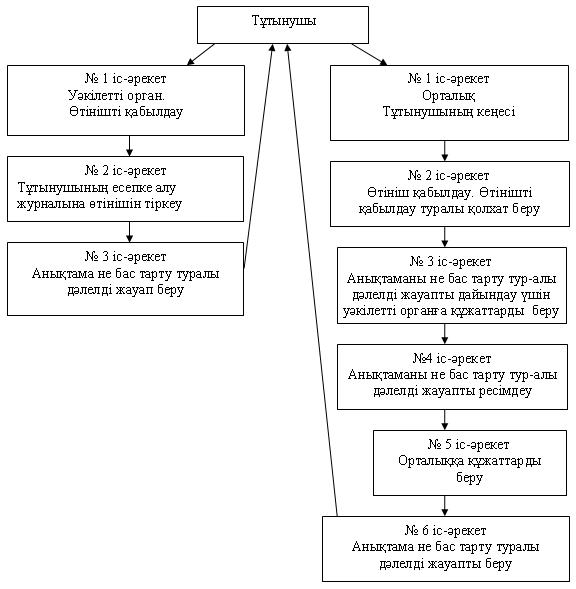 Тұтынушы
№ 1 іс-әрекет
Уәкілетті орган.
Өтінішті қабылдау
№ 2 іс-әрекет
Тұтынушының есепке алу
журналына өтінішін тіркеу
№ 3 іс-әрекет
Анықтама не бас тарту туралы
дәлелді жауап беру
№ 1 іс-әрекет
Орталық
Тұтынушының кеңесі
№ 2 іс-әрекет
Өтініш қабылдау. Өтінішті
қабылдау туралы қолхат беру
№ 3 іс-әрекет
Анықтаманы не бас тарту тур-алы
дәлелді жауапты дайындау үшін
уәкілетті органға құжаттарды беру
№4 іс-әрекет
Анықтаманы не бас тарту тур-алы
дәлелді жауапты ресімдеу
№ 5 іс-әрекет
Орталыққа құжаттарды
беру
№ 6 іс-әрекет
Анықтама не бас тарту туралы
дәлелді жауапты беру